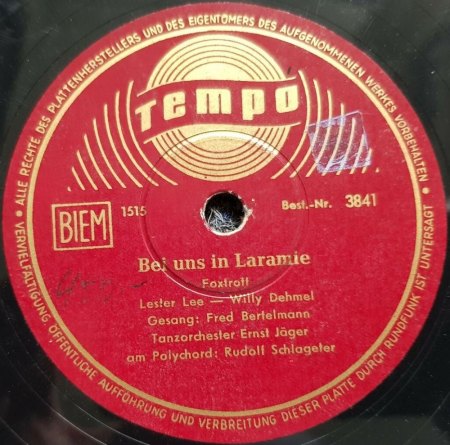 ALLE RECHTE DES PLATTENHERSTELLERS UND DES EIGENTÜMERS DES AUFGENOMMENEN WERKES VORBEHALTEN • VERVIELFÄLTIGUNG ÖFFENTLICHE AUFFÜHRUNG UND VERBREITUNG DIESER PLATTE DURCH RUNDFUNK IST UNTERSAGT •
Tempo
BIEM 1515 Best.-Nr. 3841
Bei uns in Laramie
Foxtrott
Lester Lee — Willy Dehmel
Gesang: Fred Bertelmann
Tanzorchester Ernst Jäger
am Polychord: Rudolf Schlageter